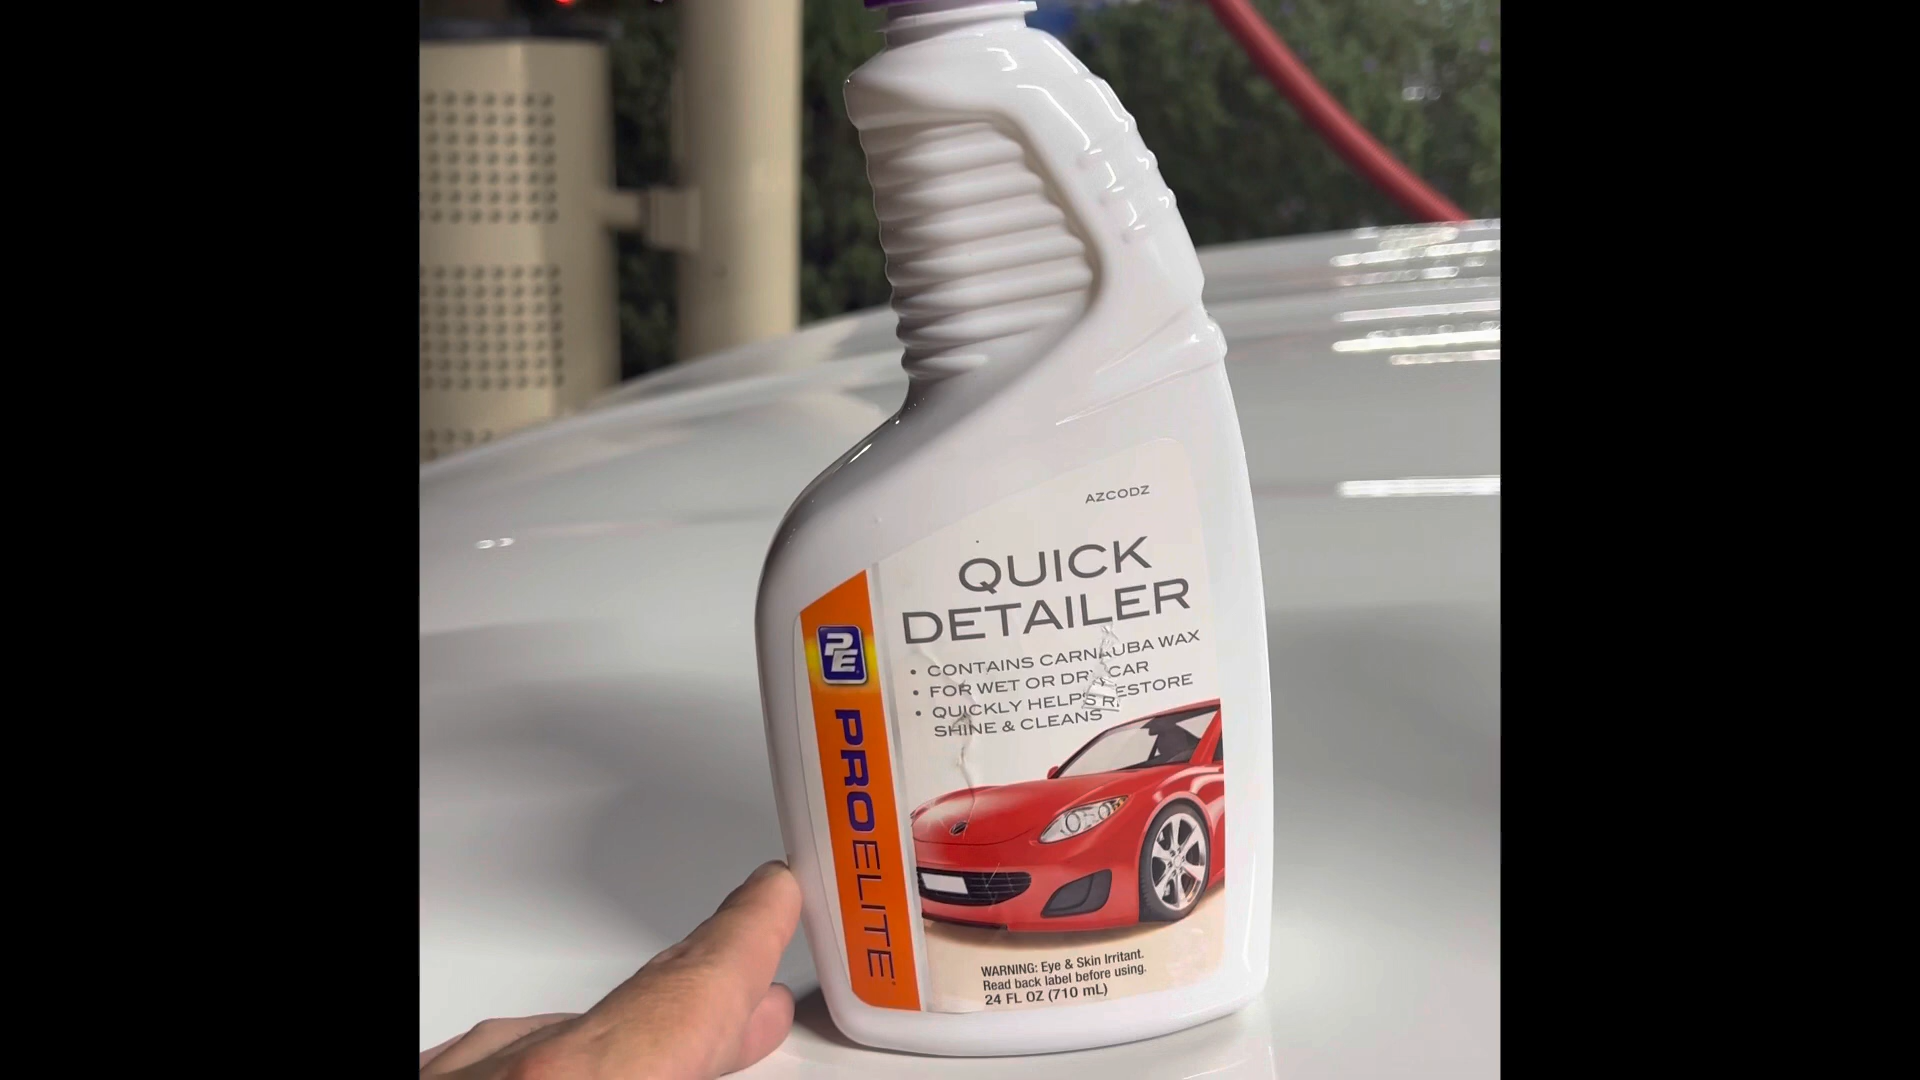 AZCODZ
QUICK
DETAILER
• CONTAINS CARNAUBA WAX
• FOR WET OR DRY CAR
• QUICKLY HELPS RESTORE
SHINE & CLEANS
PE
PROELITE
WARNING: Eye & Skin Irritant.
Read back label before using.
24 FL OZ (710 mL)